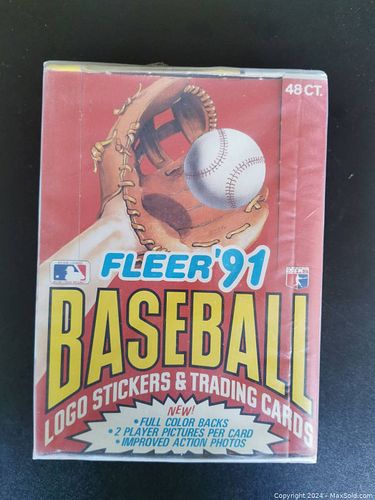 48 CT.
FLEER'91
BASEBALL
LOGO STICKERS & TRADING CARDS
NEW!
• FULL COLOR BACKS
• 2 PLAYER PICTURES PER CARD
• IMPROVED ACTION PHOTOS
Copyright 2024 - MaxSold.com